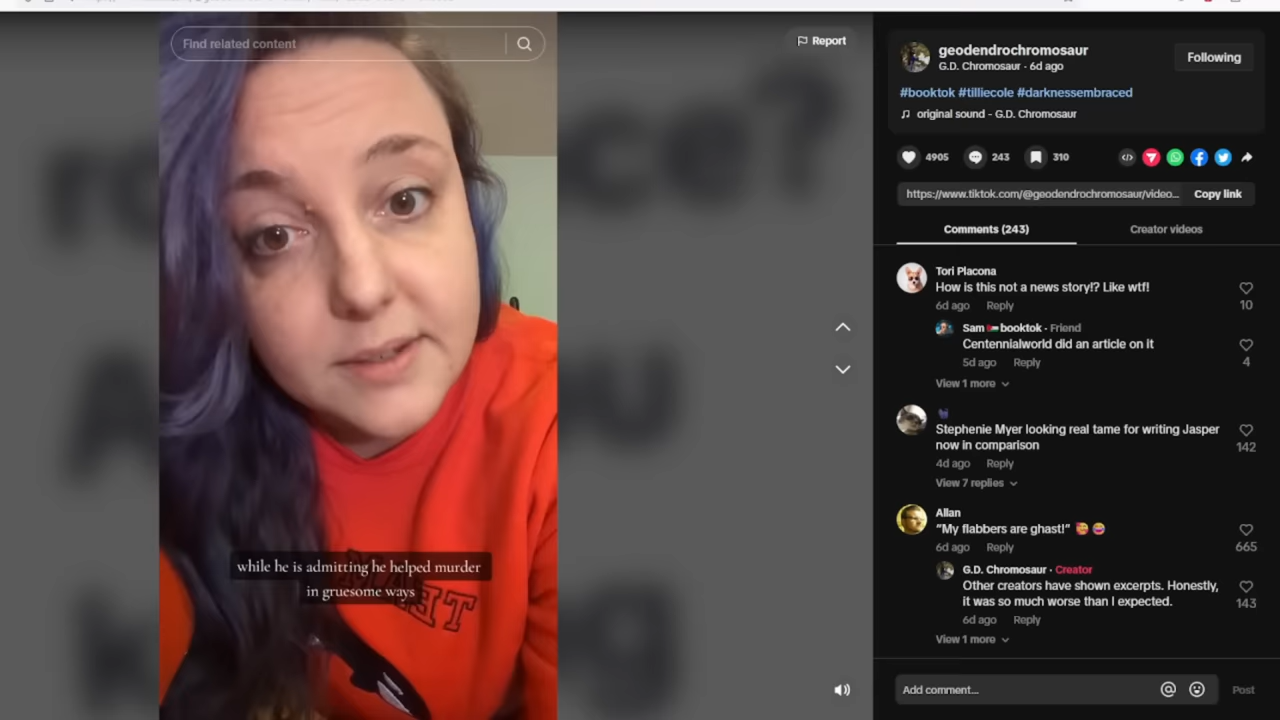 Find related content
Report
while he is admitting he helped murder
in gruesome ways
geodendrochromosaur
G.D. Chromosaur · 6d ago
Following
#booktok #tilliecole #darknessembraced
original sound - G.D. Chromosaur
4905
243
310
https://www.tiktok.com/@geodendrochromosaur/video...
Copy link
Comments (243)
Creator videos
Tori Placona
How is this not a news story!? Like wtf!
6d ago
Reply
10
Sam booktok · Friend
Centennialworld did an article on it
5d ago
Reply
4
View 1 more
Stephenie Myer looking real tame for writing Jasper
now in comparison
4d ago
Reply
142
View 7 replies
Allan
"My flabbers are ghast!" 🥰😂
6d ago
Reply
665
G.D. Chromosaur · Creator
Other creators have shown excerpts. Honestly,
it was so much worse than I expected.
6d ago
Reply
143
View 1 more
Add comment...
Post